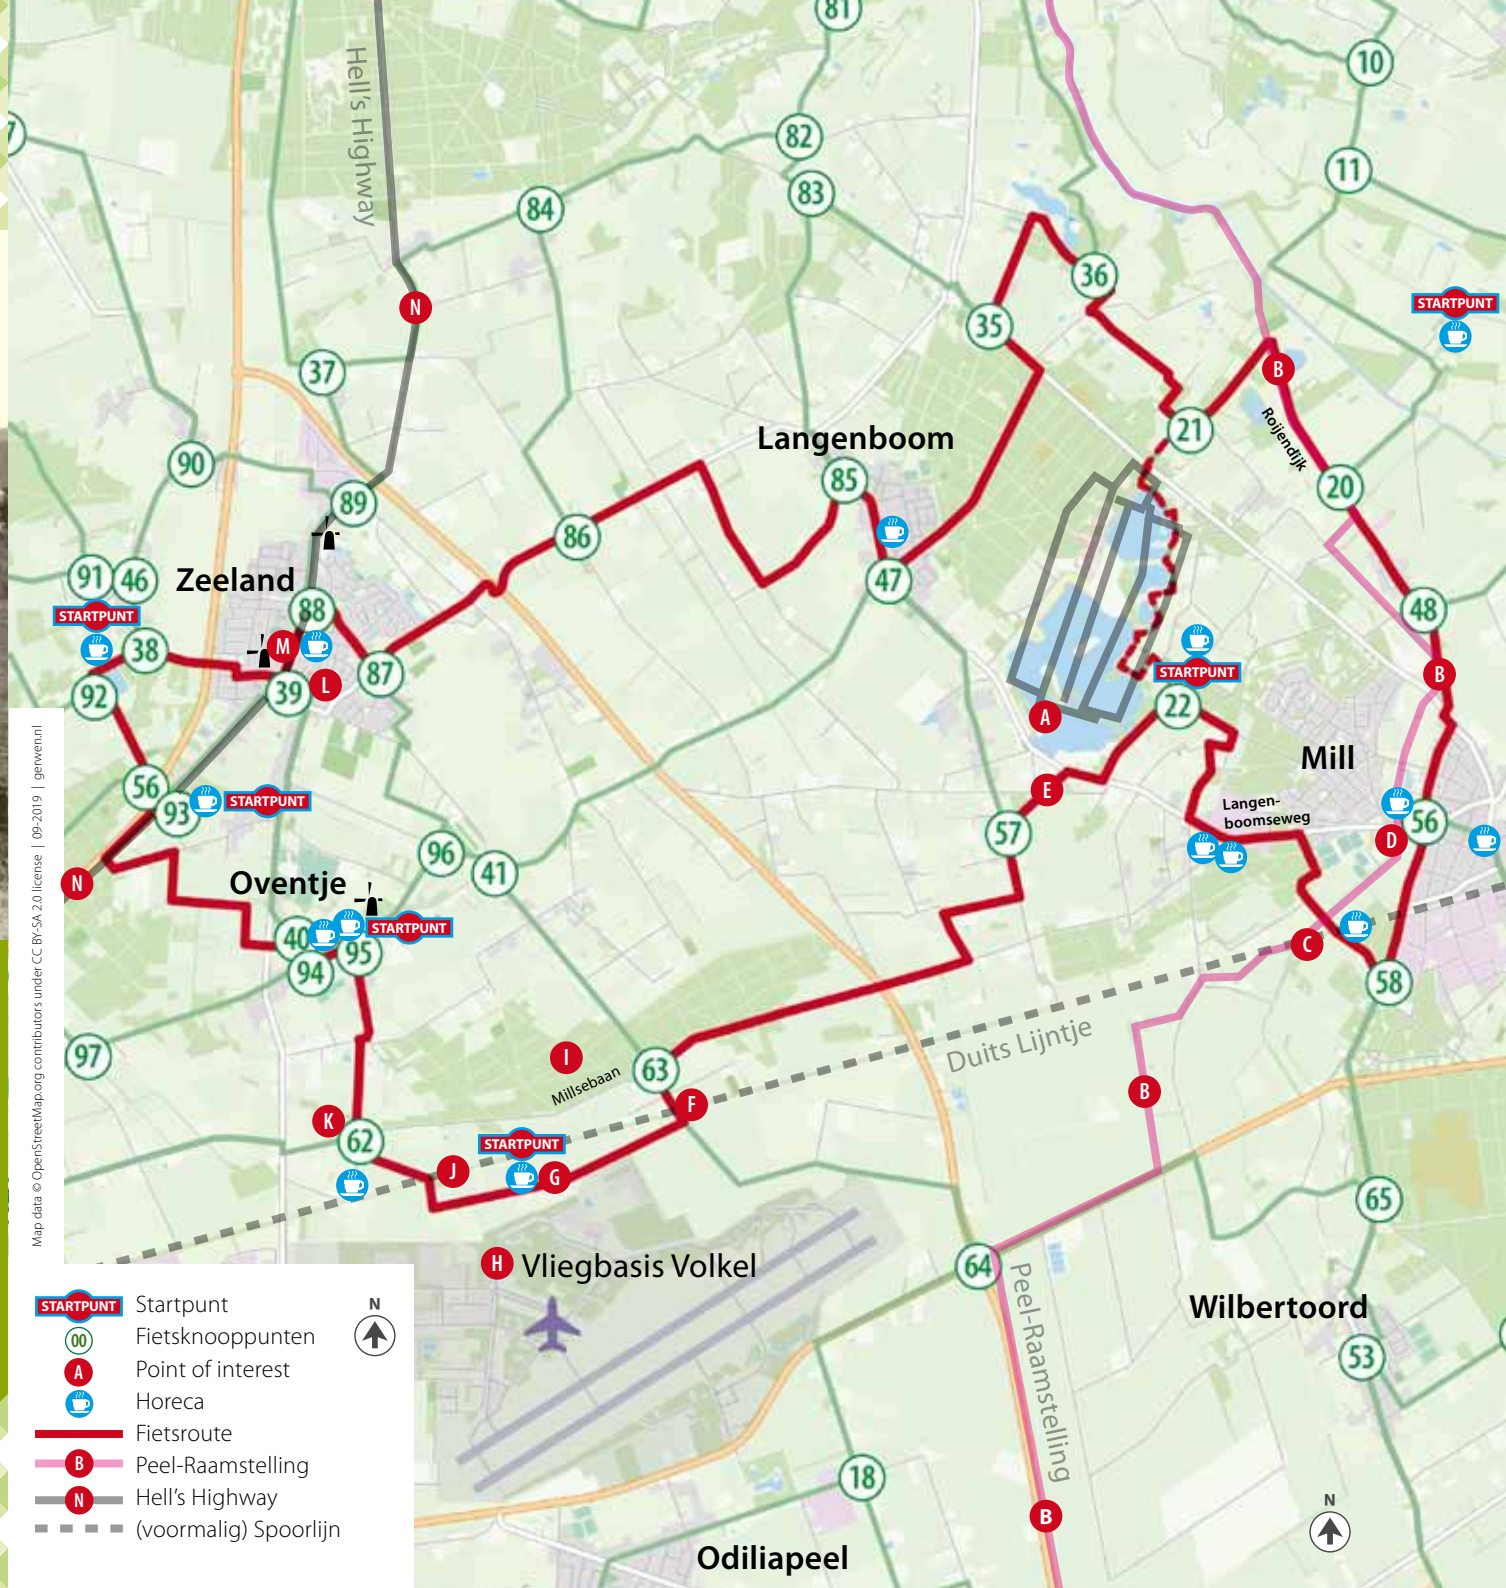 81
10
Hell's Highway
82
11
83
84
36
N
STARTPUNT
35
37
B
21
Langenboom
Roijendijk
90
85
20
89
86
Zeeland
91
46
47
STARTPUNT
88
48
38
M
87
STARTPUNT
B
92
39
L
22
A
Mill
56
93
STARTPUNT
E
Langen-
boomseweg
57
56
D
96
41
N
Oventje
40
95
STARTPUNT
94
C
58
97
I
63
Duits Lijntje
Millsebaan
F
B
K
62
STARTPUNT
J
G
65
H
Vliegbasis Volkel
64
Peel-Raamstelling
Wilbertoord
53
18
B
N
Odiliapeel
Map data © OpenStreetMap.org contributors under CC BY-SA 2.0 license | 09-2019 | gerwen.nl
STARTPUNT Startpunt
N
00 Fietsknooppunten
A Point of interest
Horeca
Fietsroute
B Peel-Raamstelling
N Hell's Highway
(voormalig) Spoorlijn